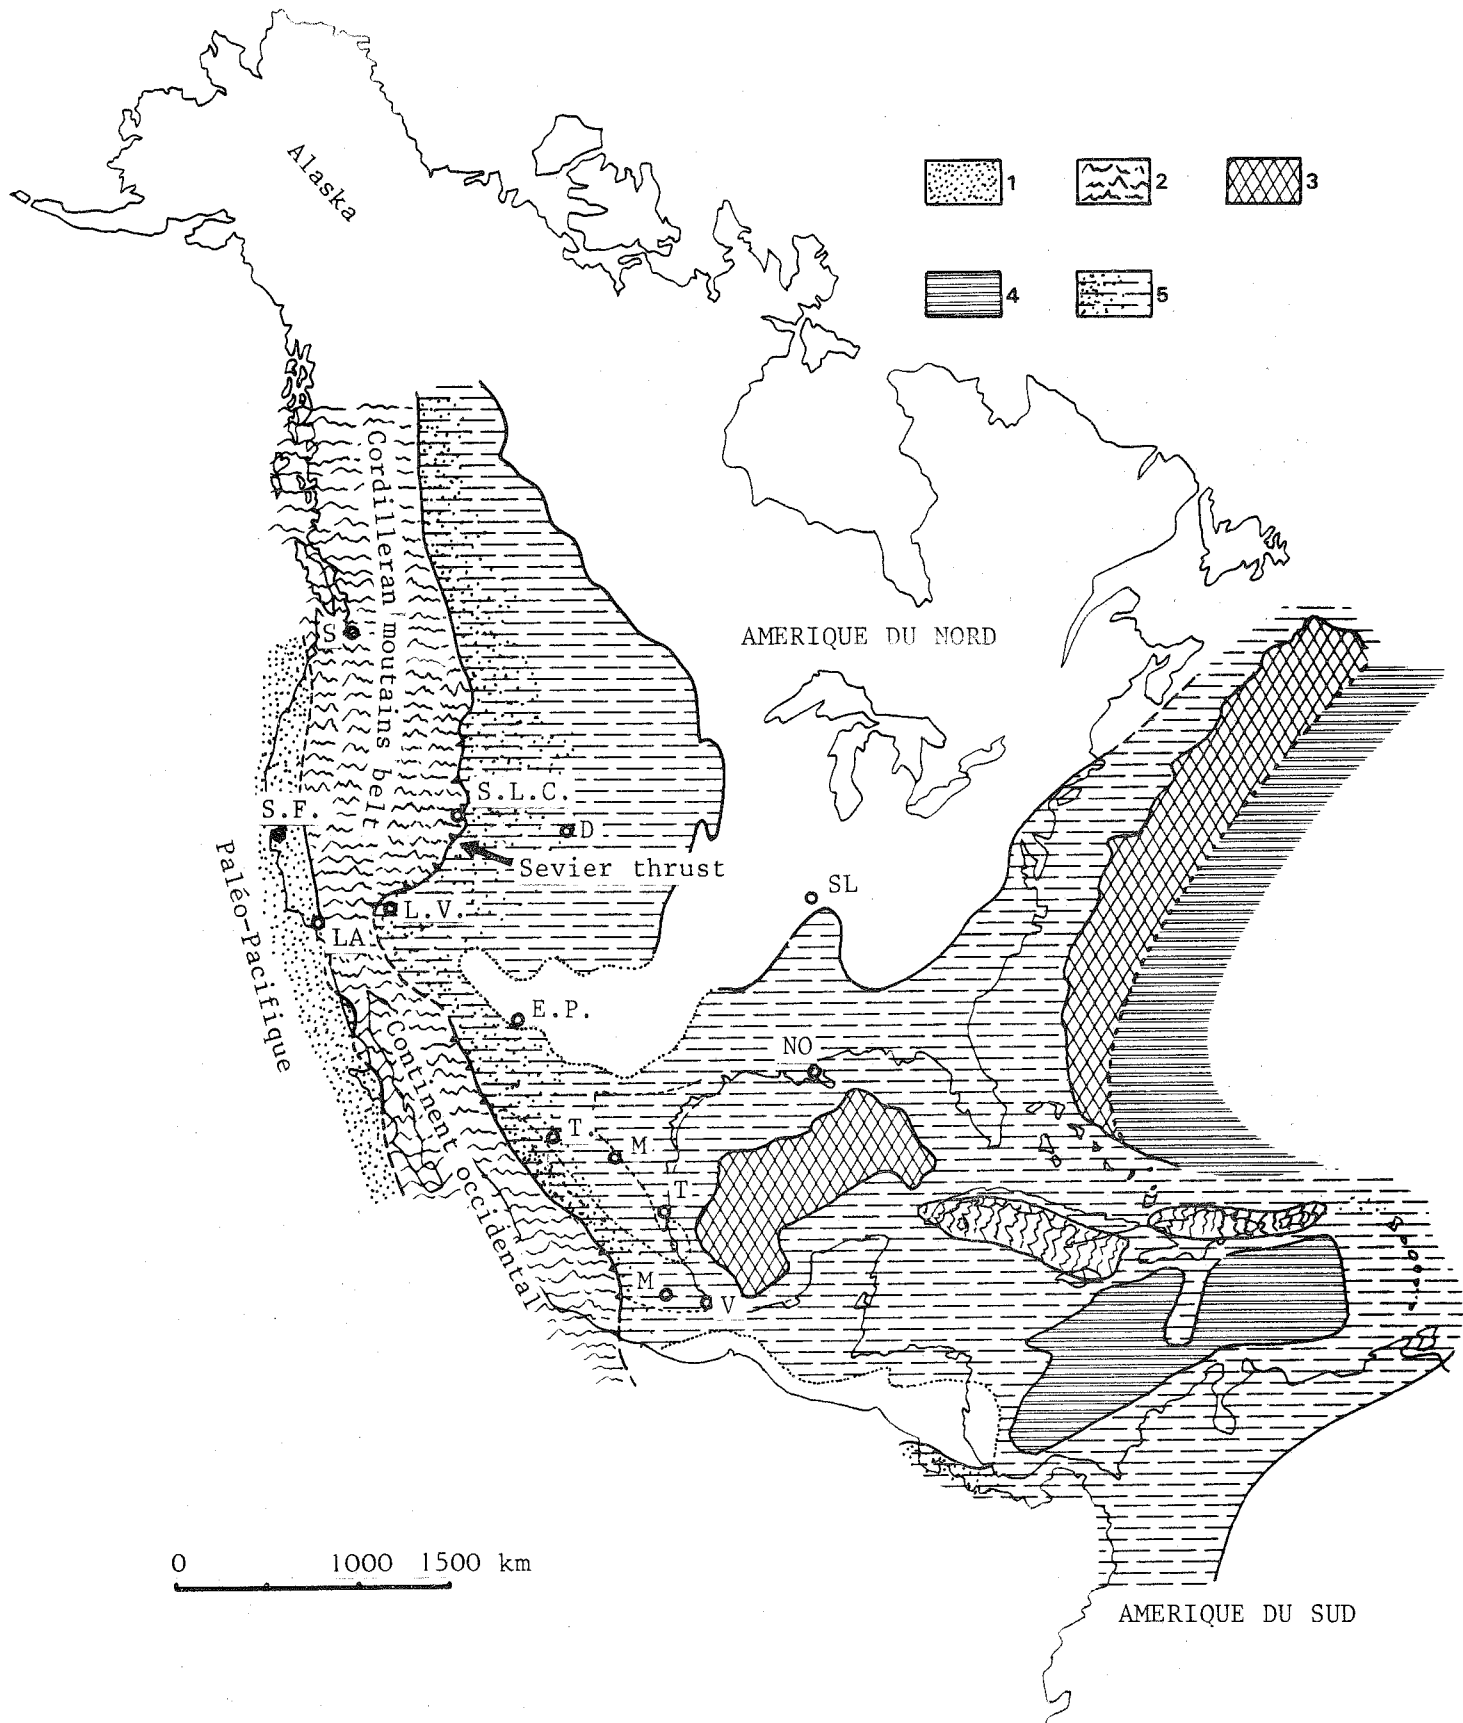 Alaska
1
2
3
4
5
Cordilleran moutains belt
AMERIQUE DU NORD
S
S.L.C.
S.F.
D
Sevier thrust
Paléo-Pacifique
L.V.
SL
LA
E.P.
Continent occidental
NO
T.
M
T
M
V
0 1000 1500 km
AMERIQUE DU SUD